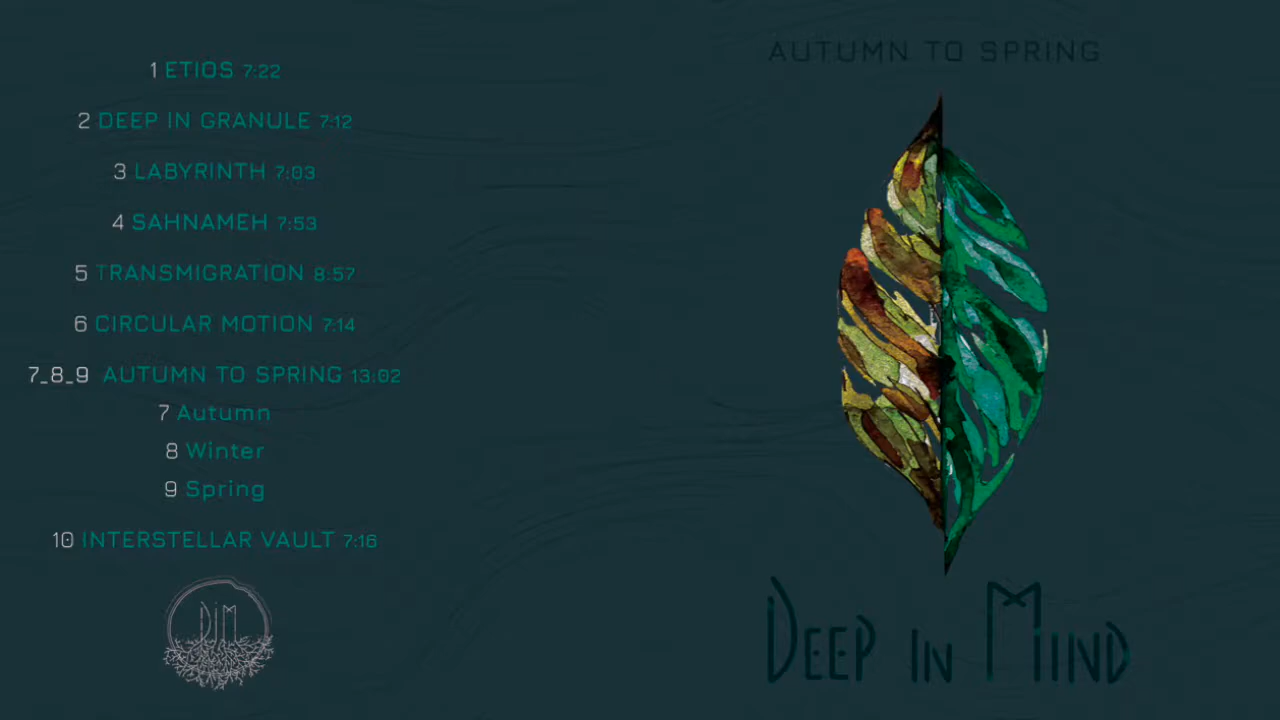 1 ETIOS 7:22
2 DEEP IN GRANULE 7:12
3 LABYRINTH 7:03
4 SAHNAMEH 7:53
5 TRANSMIGRATION 8:57
6 CIRCULAR MOTION 7:14
7_8_9 AUTUMN TO SPRING 13:02
7 Autumn
8 Winter
9 Spring
10 INTERSTELLAR VAULT 7:16
DIM
AUTUMN TO SPRING
DEEP IN MIND